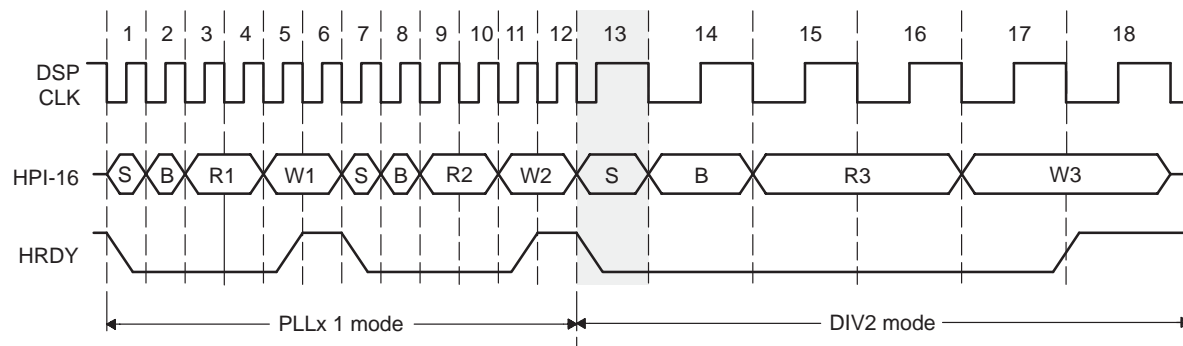 1 2 3 4 5 6 7 8 9 10 11 12 13 14 15 16 17 18
DSP
CLK
HPI-16 S B R1 W1 S B R2 W2 S B R3 W3
HRDY
PLLx 1 mode DIV2 mode